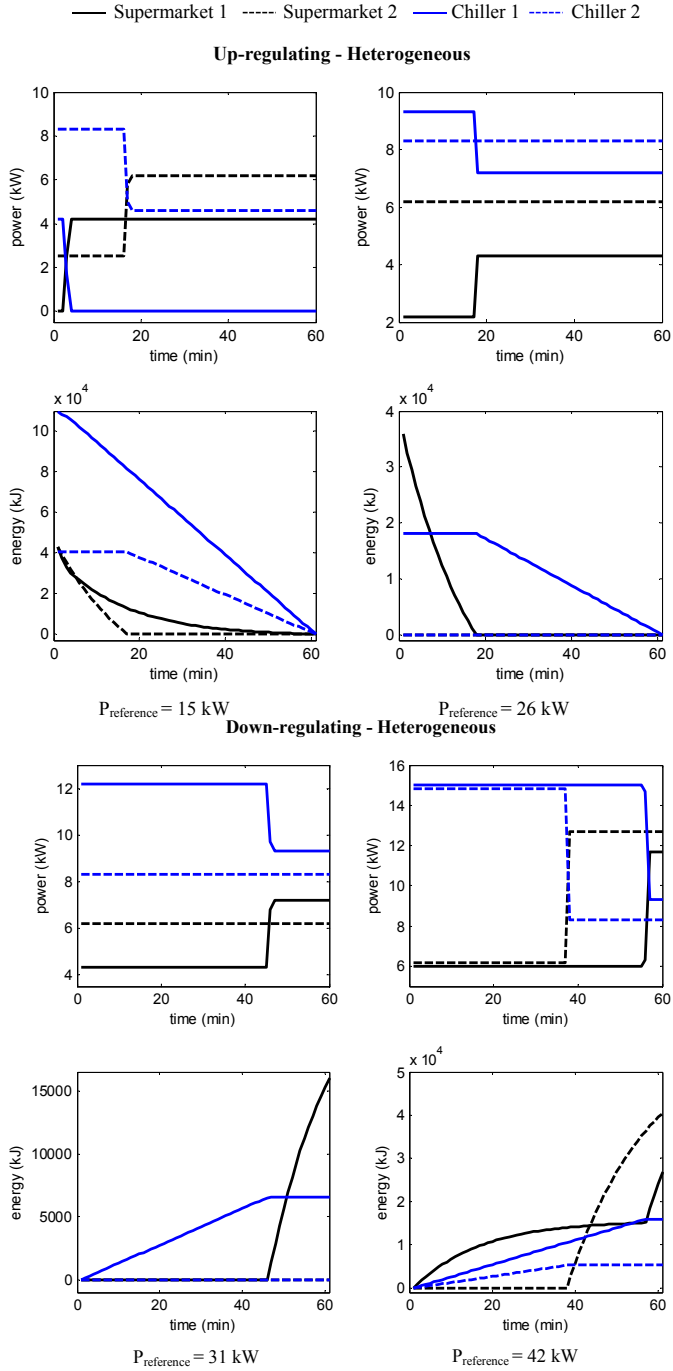 Supermarket 1 Supermarket 2 Chiller 1 Chiller 2
Up-regulating - Heterogeneous
10
8
6
4
2
0
power (kW)
0 20 40 60
time (min)
10
8
6
4
2
power (kW)
0 20 40 60
time (min)
x 10^4
10
8
6
4
2
0
energy (kJ)
0 20 40 60
time (min)
x 10^4
4
3
2
1
0
energy (kJ)
0 20 40 60
time (min)
P_reference = 15 kW P_reference = 26 kW
Down-regulating - Heterogeneous
12
10
8
6
4
power (kW)
0 20 40 60
time (min)
16
14
12
10
8
6
power (kW)
0 20 40 60
time (min)
15000
10000
5000
0
energy (kJ)
0 20 40 60
time (min)
x 10^4
5
4
3
2
1
0
energy (kJ)
0 20 40 60
time (min)
P_reference = 31 kW P_reference = 42 kW